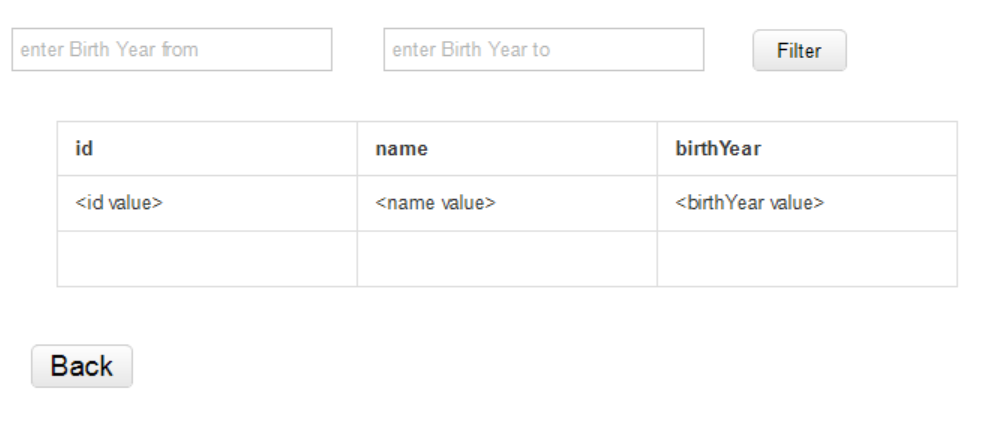 enter Birth Year from enter Birth Year to Filter
id name birthYear
<id value> <name value> <birthYear value>
Back